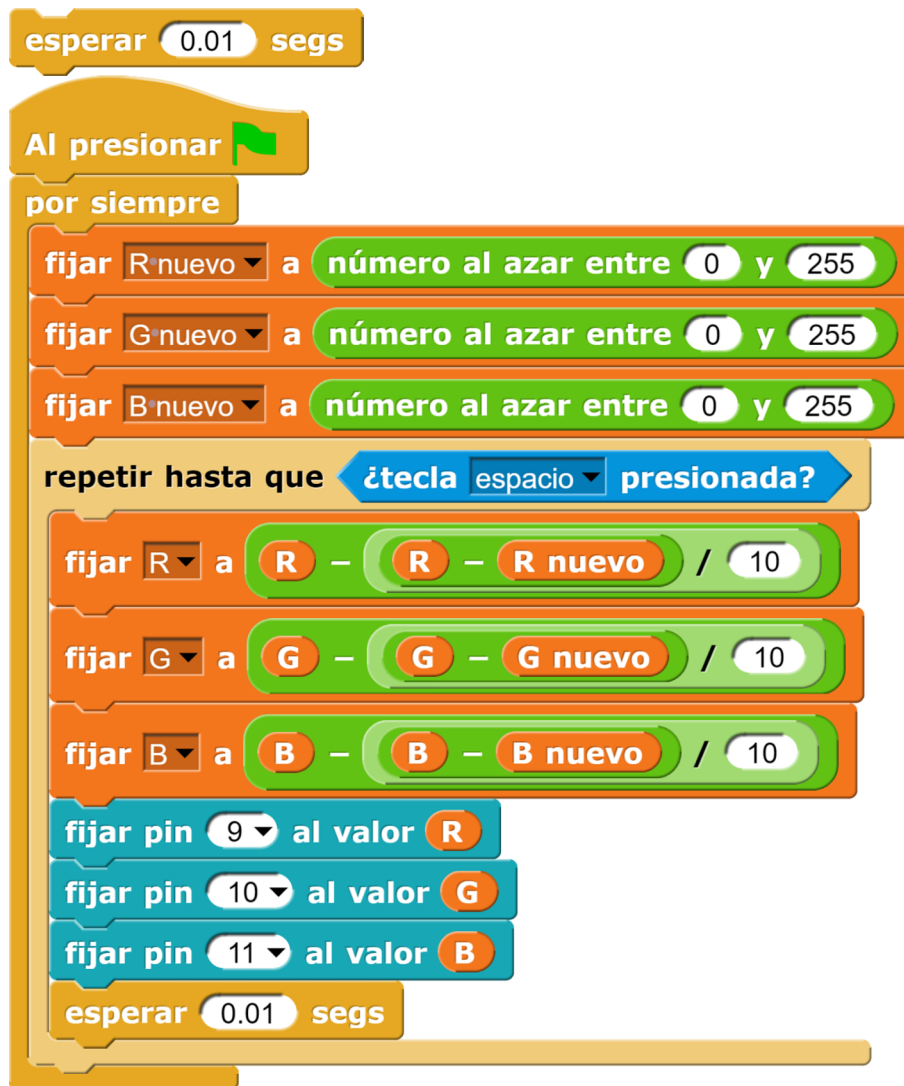 esperar 0.01 segs
Al presionar
por siempre
fijar R nuevo a número al azar entre 0 y 255
fijar G nuevo a número al azar entre 0 y 255
fijar B nuevo a número al azar entre 0 y 255
repetir hasta que ¿tecla espacio presionada?
fijar R a R - R - R nuevo / 10
fijar G a G - G - G nuevo / 10
fijar B a B - B - B nuevo / 10
fijar pin 9 al valor R
fijar pin 10 al valor G
fijar pin 11 al valor B
esperar 0.01 segs